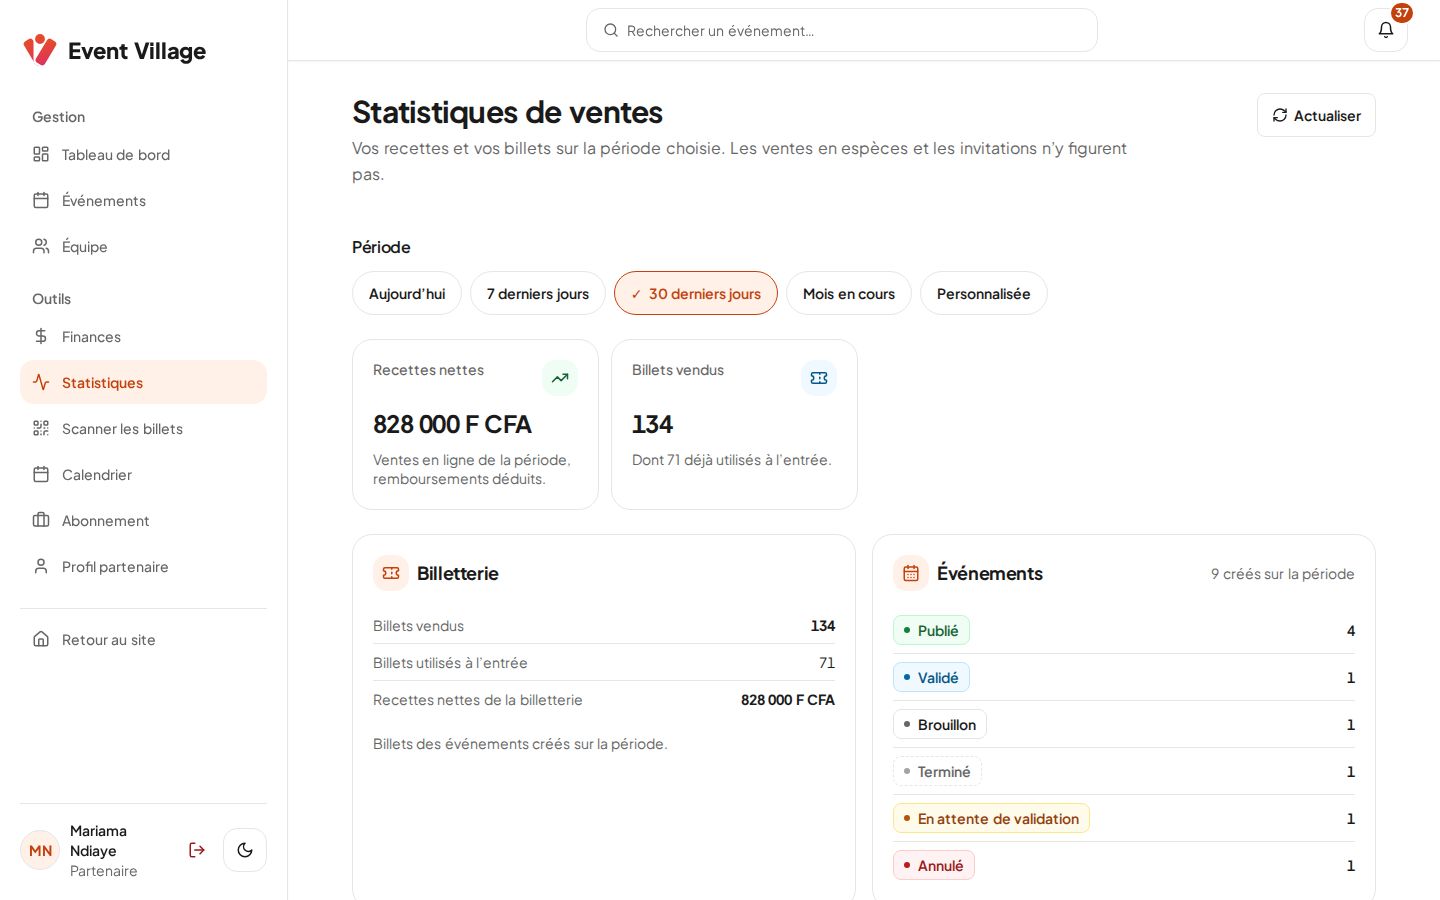 Event Village
Rechercher un événement…
37
Gestion
Tableau de bord
Événements
Équipe
Outils
Finances
Statistiques
Scanner les billets
Calendrier
Abonnement
Profil partenaire
Retour au site
MN
Mariama
Ndiaye
Partenaire
Statistiques de ventes
Actualiser
Vos recettes et vos billets sur la période choisie. Les ventes en espèces et les invitations n’y figurent
pas.
Période
Aujourd’hui
7 derniers jours
✓ 30 derniers jours
Mois en cours
Personnalisée
Recettes nettes
828 000 F CFA
Ventes en ligne de la période,
remboursements déduits.
Billets vendus
134
Dont 71 déjà utilisés à l’entrée.
Billetterie
Billets vendus 134
Billets utilisés à l’entrée 71
Recettes nettes de la billetterie 828 000 F CFA
Billets des événements créés sur la période.
Événements 9 créés sur la période
Publié 4
Validé 1
Brouillon 1
Terminé 1
En attente de validation 1
Annulé 1